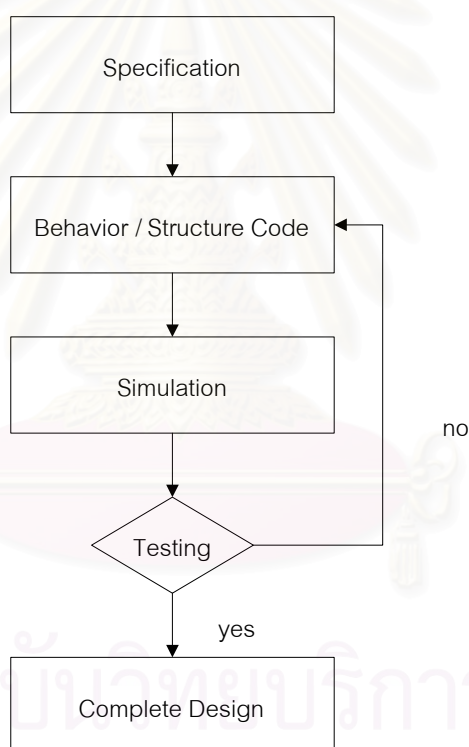 Specification
Behavior / Structure Code
Simulation
no
Testing
yes
Complete Design